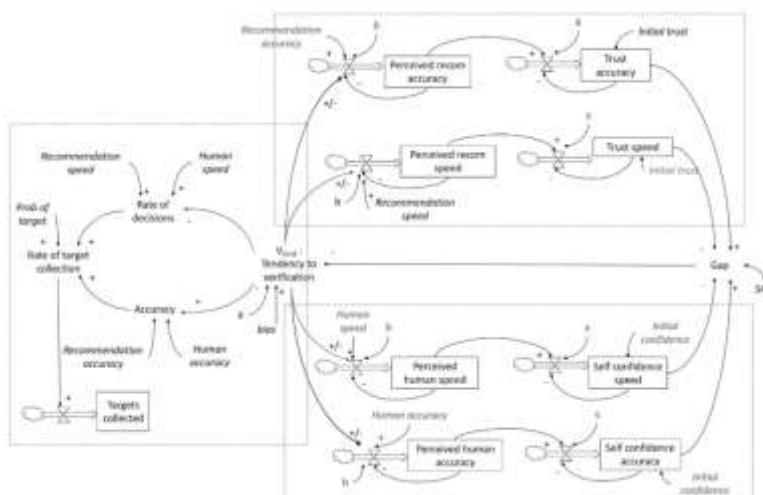 Recommendation
accuracy
b
Initial trust
Perceived recom
accuracy
Trust
accuracy
+/-
Recommendation
speed
Human
speed
Perceived recom
speed
Trust speed
Initial trust
+/-
b
Recommendation
speed
Prob of
target
Rate of
decisions
Rate of target
collection
Tendency to
verification
Gap
Accuracy
bias
Recommendation
accuracy
Human
accuracy
Human
speed
b
Initial
confidence
+/-
Perceived
human speed
Self confidence
speed
Targets
collected
Human accuracy
+/-
Perceived human
accuracy
Self confidence
accuracy
h
Initial
confidence